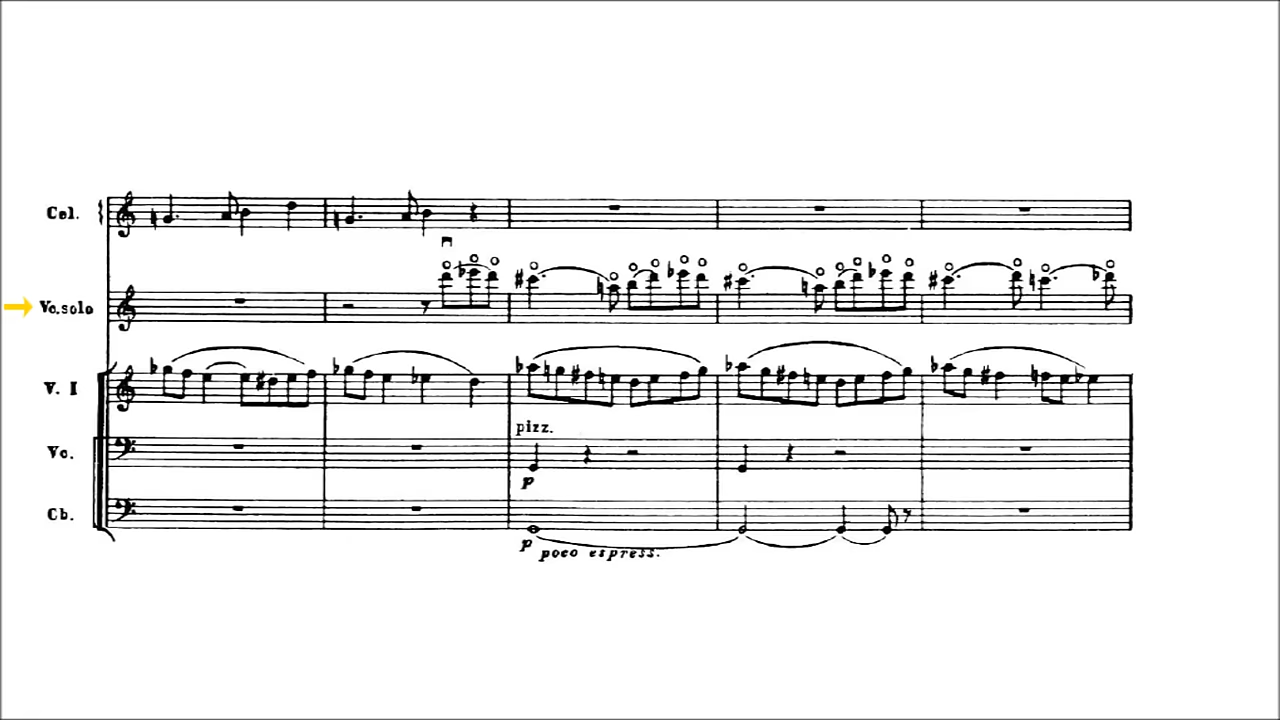 Cel.
Vc. solo
V. I
pizz.
Vc.
p
Cb.
p poco espress.